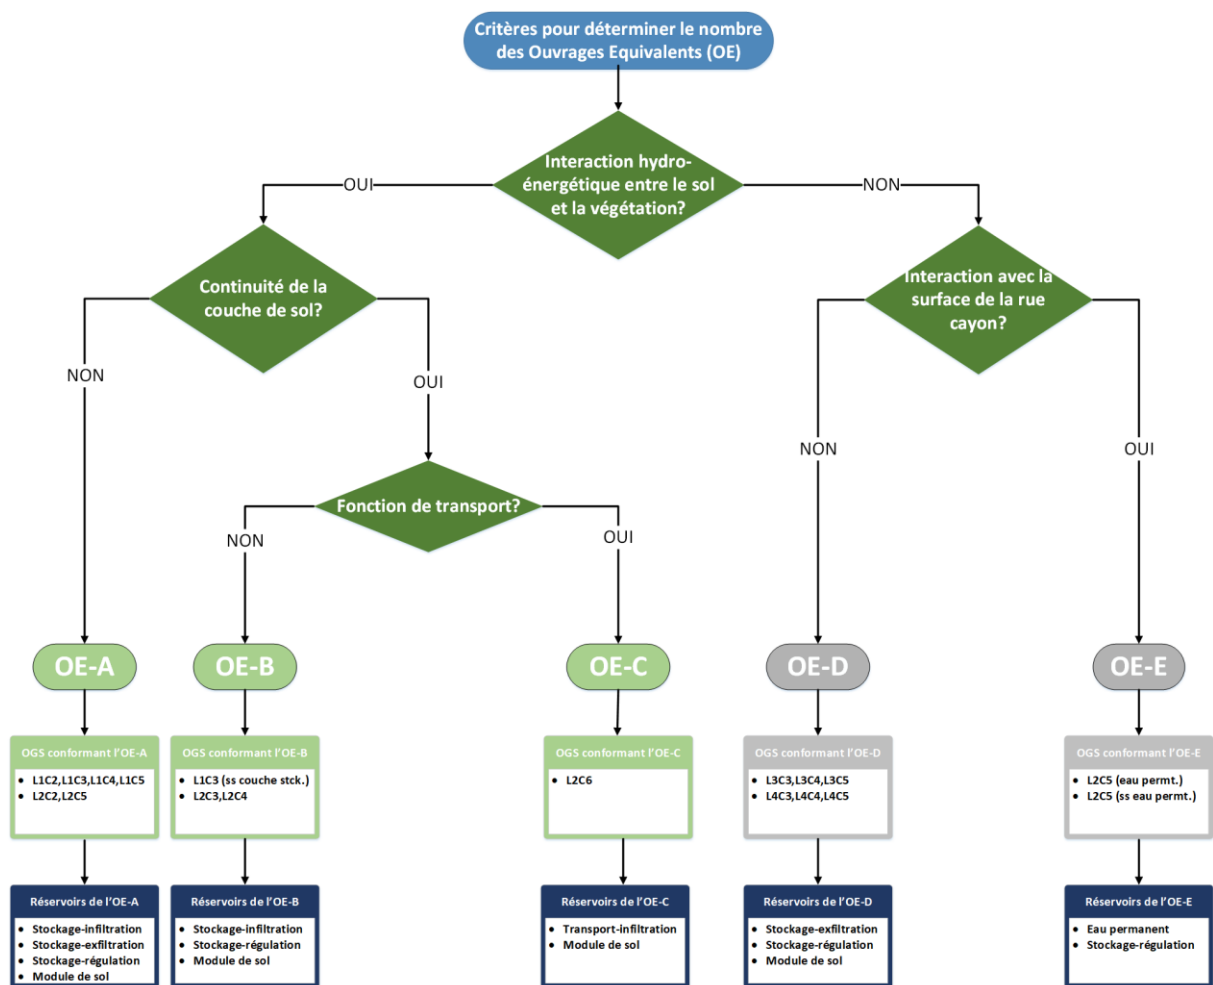 Critères pour déterminer le nombre
des Ouvrages Equivalents (OE)
Interaction hydro-
énergétique entre le sol
et la végétation?
OUI
NON
Continuité de la
couche de sol?
Interaction avec la
surface de la rue
cayon?
NON
OUI
NON
OUI
Fonction de transport?
NON
OUI
OE-A
OE-B
OE-C
OE-D
OE-E
OGS conformant l'OE-A
• L1C2,L1C3,L1C4,L1C5
• L2C2,L2C5
OGS conformant l'OE-B
• L1C3 (ss couche stck.)
• L2C3,L2C4
OGS conformant l'OE-C
• L2C6
OGS conformant l'OE-D
• L3C3,L3C4,L3C5
• L4C3,L4C4,L4C5
OGS conformant l'OE-E
• L2C5 (eau permt.)
• L2C5 (ss eau permt.)
Réservoirs de l'OE-A
• Stockage-infiltration
• Stockage-exfiltration
• Stockage-régulation
• Module de sol
Réservoirs de l'OE-B
• Stockage-infiltration
• Stockage-régulation
• Module de sol
Réservoirs de l'OE-C
• Transport-infiltration
• Module de sol
Réservoirs de l'OE-D
• Stockage-exfiltration
• Stockage-régulation
• Module de sol
Réservoirs de l'OE-E
• Eau permanent
• Stockage-régulation